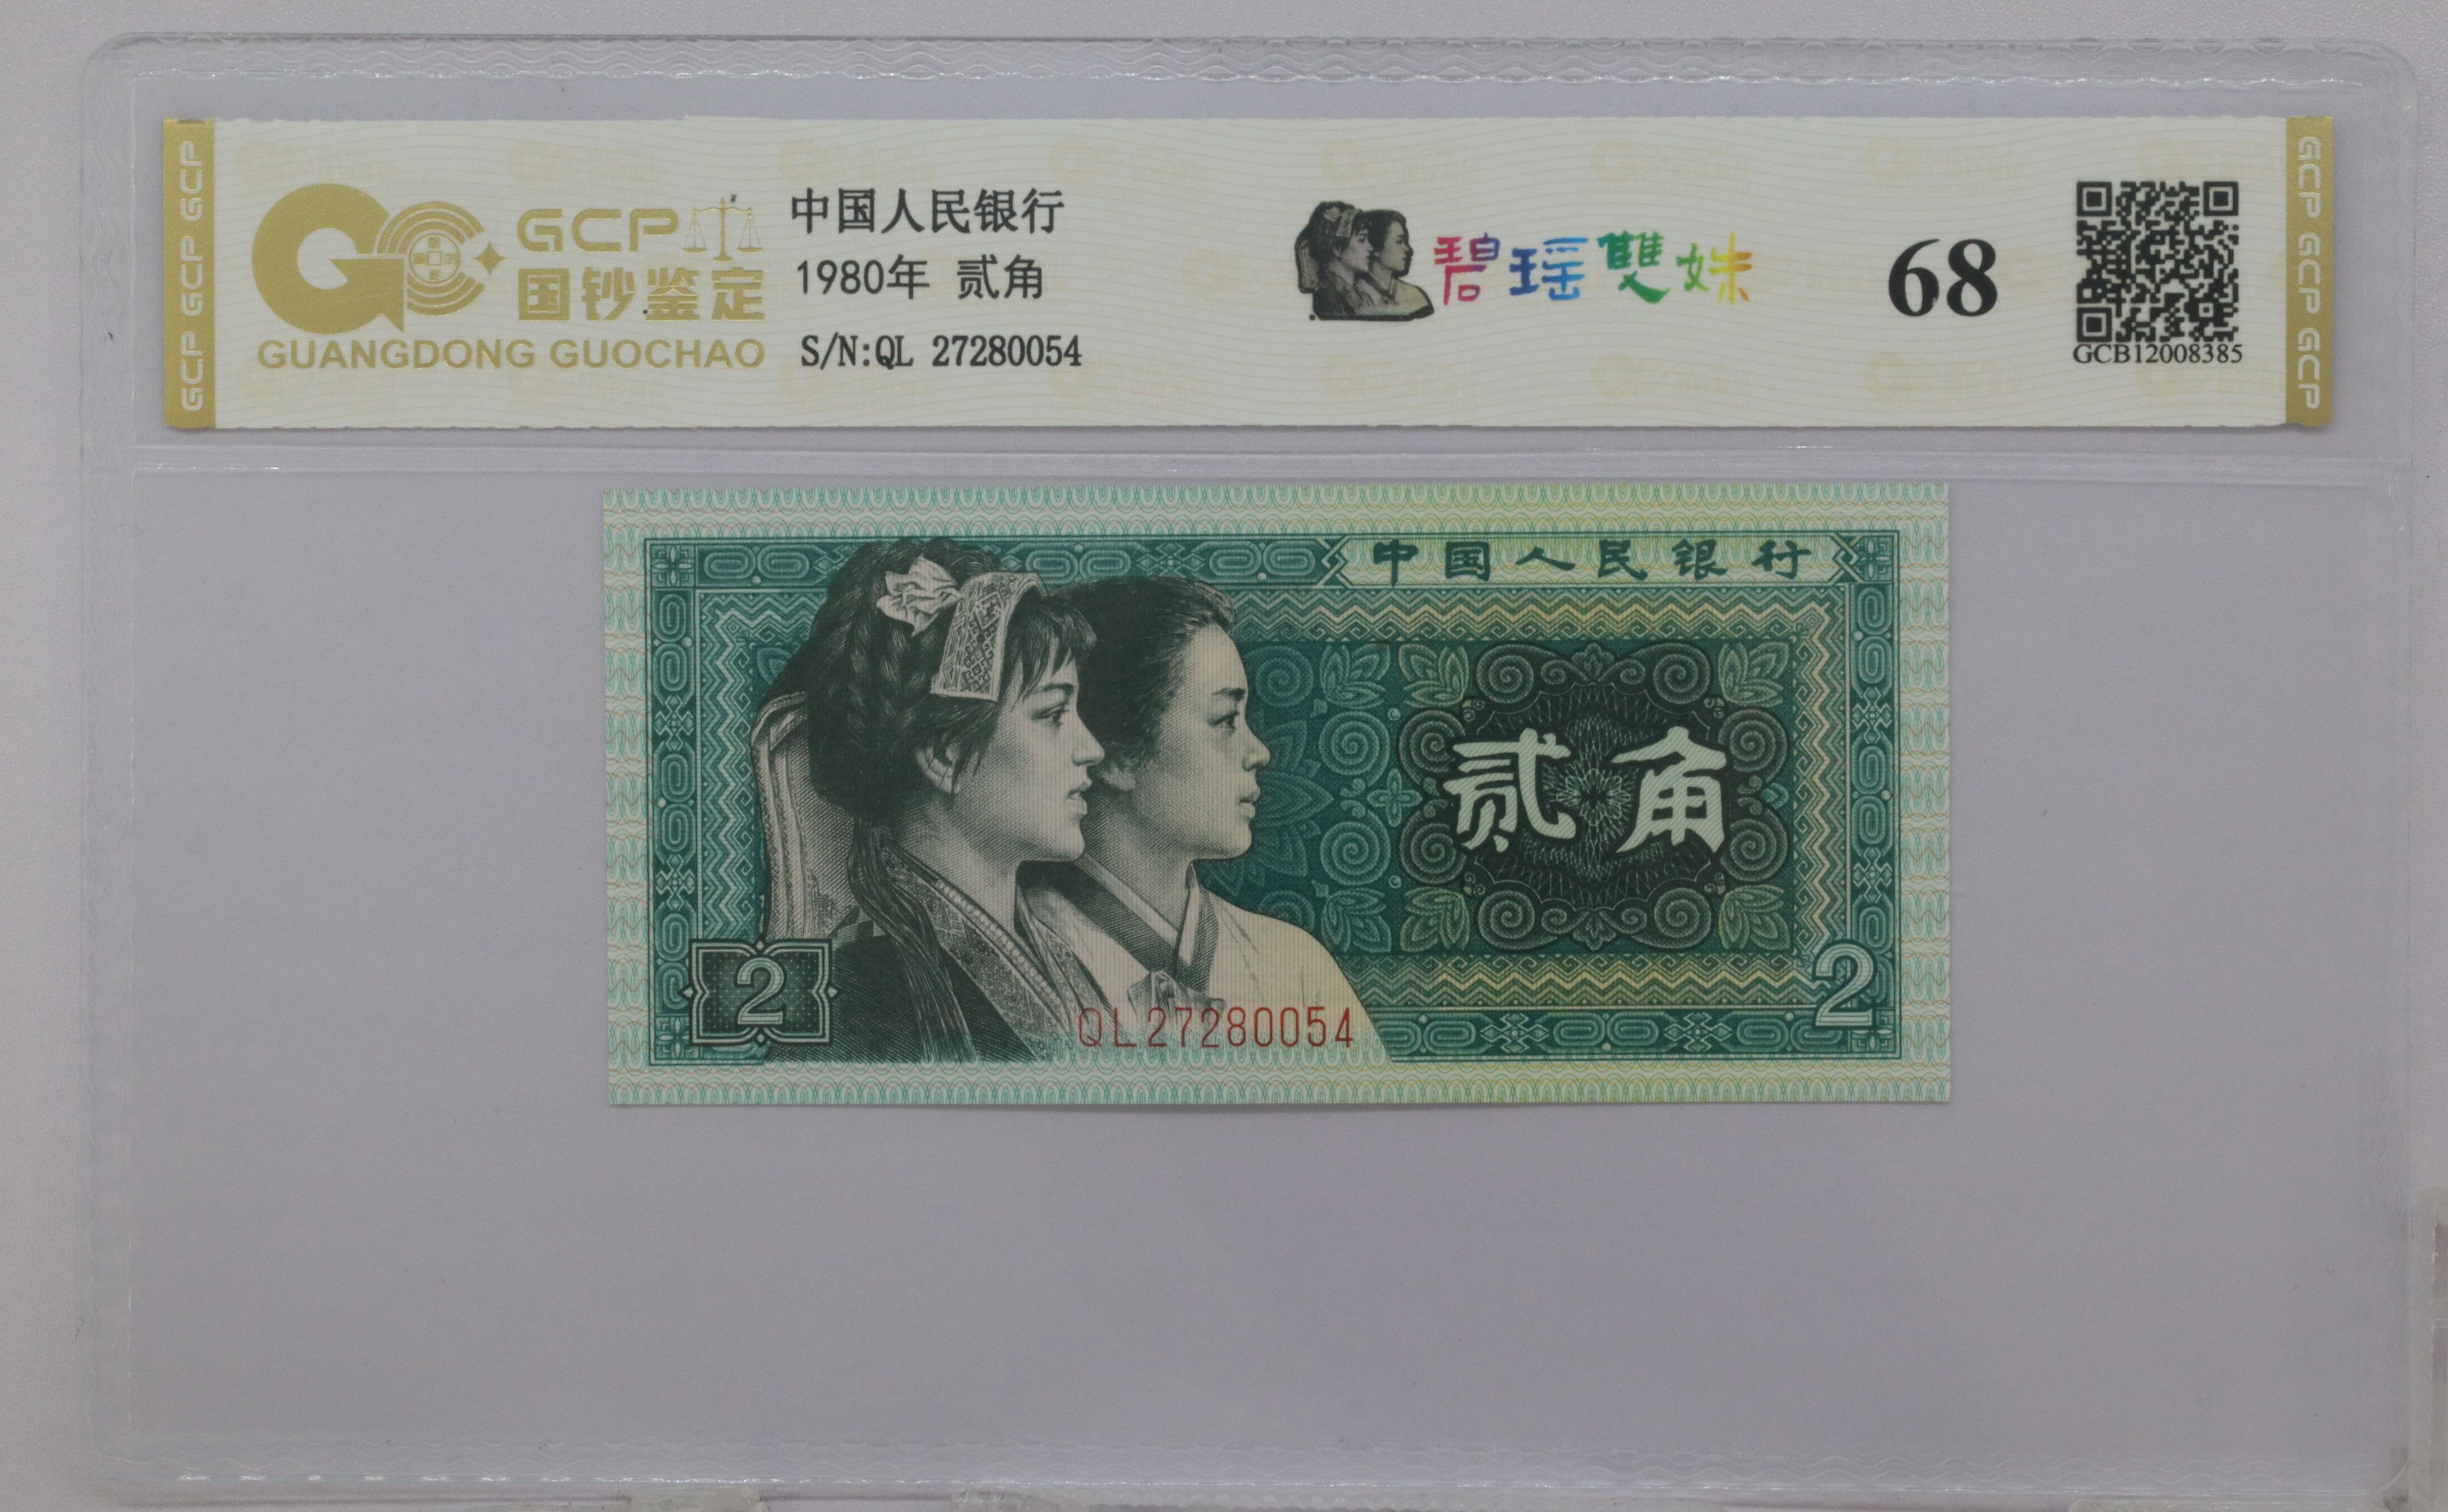 GCP GCP GCP
GCP
国钞鉴定
GUANGDONG GUOCHAO
中国人民银行
1980年 贰角
S/N:QL 27280054
碧瑶雙姝
68
GCB12008385
GCP GCP GCP
中国人民银行
贰角
2
QL27280054
2